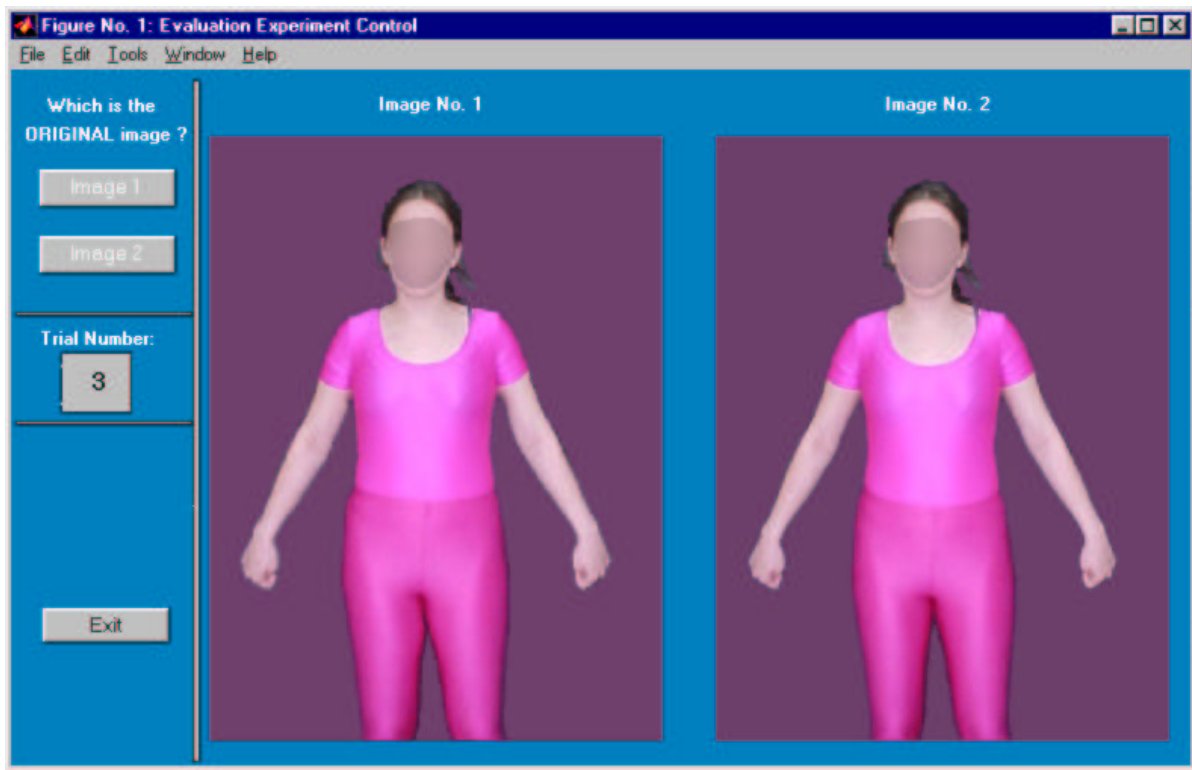 Figure No. 1: Evaluation Experiment Control
File Edit Tools Window Help
Which is the
ORIGINAL image ?
Image 1
Image 2
Trial Number:
3
Exit
Image No. 1
Image No. 2